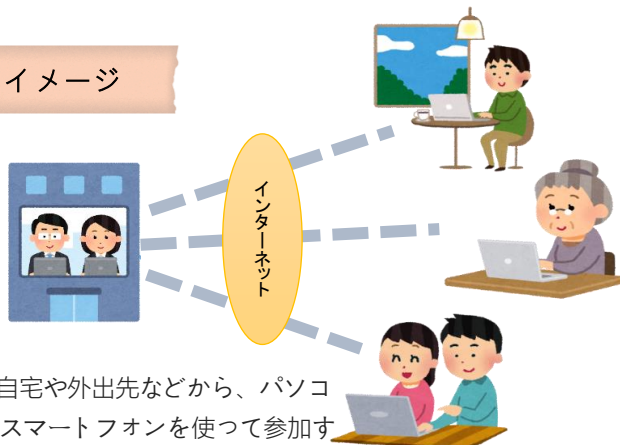 イメージ
インターネット
自宅や外出先などから、パソコ
スマートフォンを使って参加す